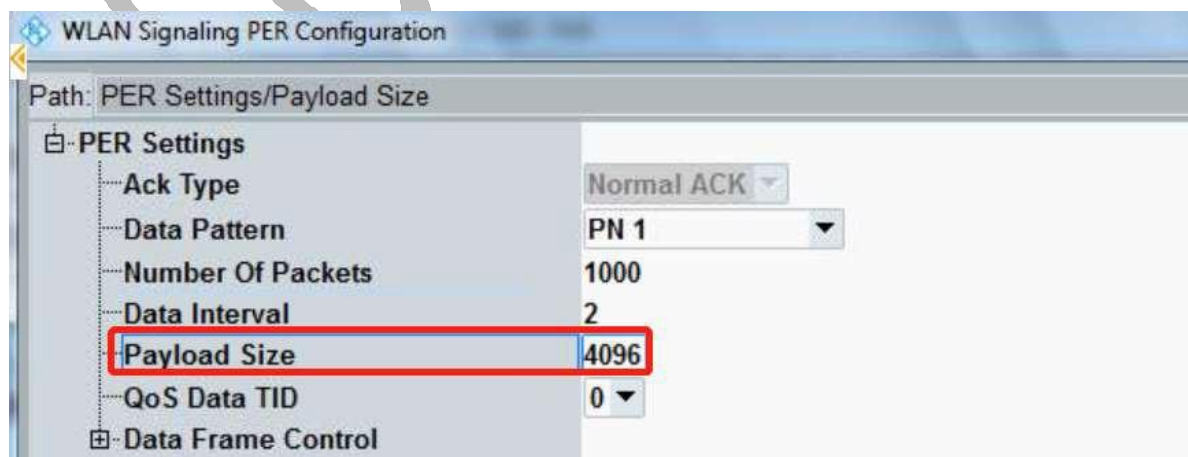 WLAN Signaling PER Configuration
Path: PER Settings/Payload Size
PER Settings
Ack Type Normal ACK
Data Pattern PN 1
Number Of Packets 1000
Data Interval 2
Payload Size 4096
QoS Data TID 0
Data Frame Control